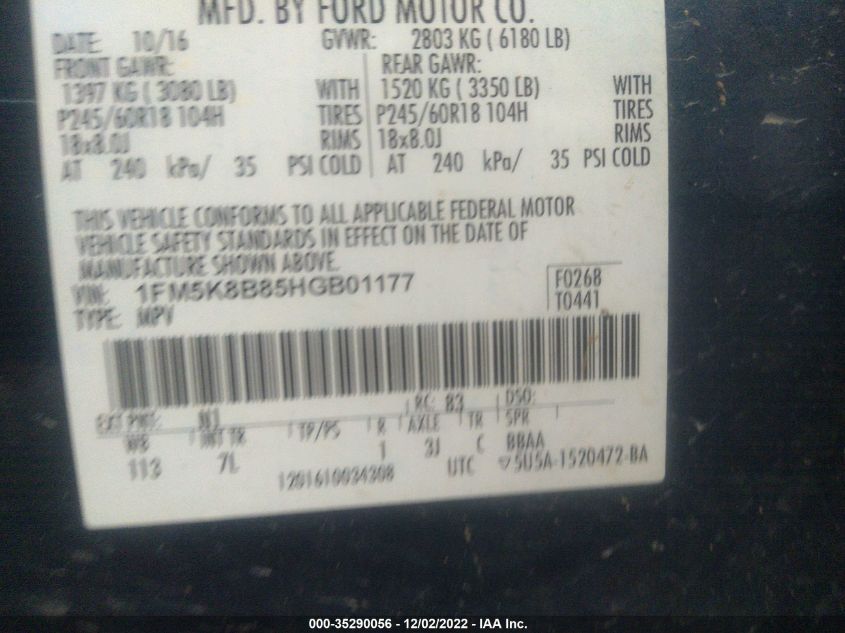 MFD. BY FORD MOTOR CO.
DATE: 10/16 GVWR: 2803 KG ( 6180 LB)
FRONT GAWR: REAR GAWR:
1397 KG ( 3080 LB) WITH 1520 KG ( 3350 LB) WITH
P245/60R18 104H TIRES P245/60R18 104H TIRES
18x8.0J RIMS 18x8.0J RIMS
AT 240 kPa/ 35 PSI COLD AT 240 kPa/ 35 PSI COLD
THIS VEHICLE CONFORMS TO ALL APPLICABLE FEDERAL MOTOR
VEHICLE SAFETY STANDARDS IN EFFECT ON THE DATE OF
MANUFACTURE SHOWN ABOVE.
VIN: 1FM5K8B85HGB01177 F0268
TYPE: MPV T0441
EXT PNT: N1 RC: 83 DSO:
WB INT TR TP/PS R AXLE TR SPR
113 7L 1 3J C BBAA
1201610034308 UTC 5U5A-1520472-BA
000-35290056 - 12/02/2022 - IAA Inc.